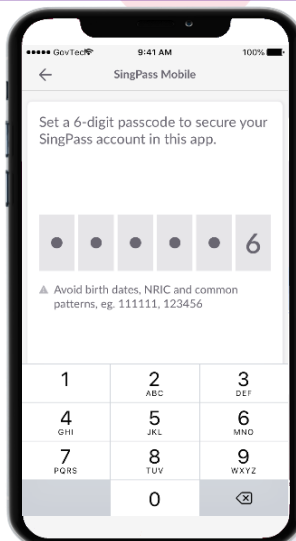 GovTech 9:41 AM 100%
SingPass Mobile
Set a 6-digit passcode to secure your
SingPass account in this app.
6
Avoid birth dates, NRIC and common
patterns, eg. 111111, 123456
1 2 3
ABC DEF
4 5 6
GHI JKL MNO
7 8 9
PQRS TUV WXYZ
0